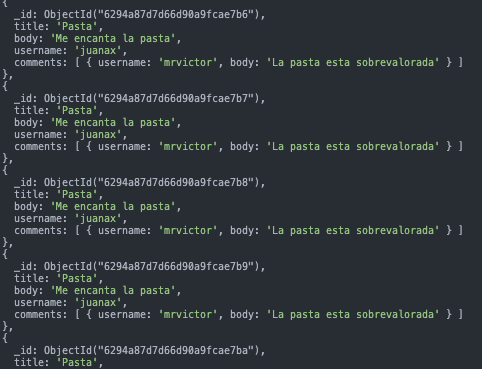 {
_id: ObjectId("6294a87d7d66d90a9fcae7b6"),
title: 'Pasta',
body: 'Me encanta la pasta',
username: 'juanax',
comments: [ { username: 'mrvictor', body: 'La pasta esta sobrevalorada' } ]
},
{
_id: ObjectId("6294a87d7d66d90a9fcae7b7"),
title: 'Pasta',
body: 'Me encanta la pasta',
username: 'juanax',
comments: [ { username: 'mrvictor', body: 'La pasta esta sobrevalorada' } ]
},
{
_id: ObjectId("6294a87d7d66d90a9fcae7b8"),
title: 'Pasta',
body: 'Me encanta la pasta',
username: 'juanax',
comments: [ { username: 'mrvictor', body: 'La pasta esta sobrevalorada' } ]
},
{
_id: ObjectId("6294a87d7d66d90a9fcae7b9"),
title: 'Pasta',
body: 'Me encanta la pasta',
username: 'juanax',
comments: [ { username: 'mrvictor', body: 'La pasta esta sobrevalorada' } ]
},
{
_id: ObjectId("6294a87d7d66d90a9fcae7ba"),
title: 'Pasta',